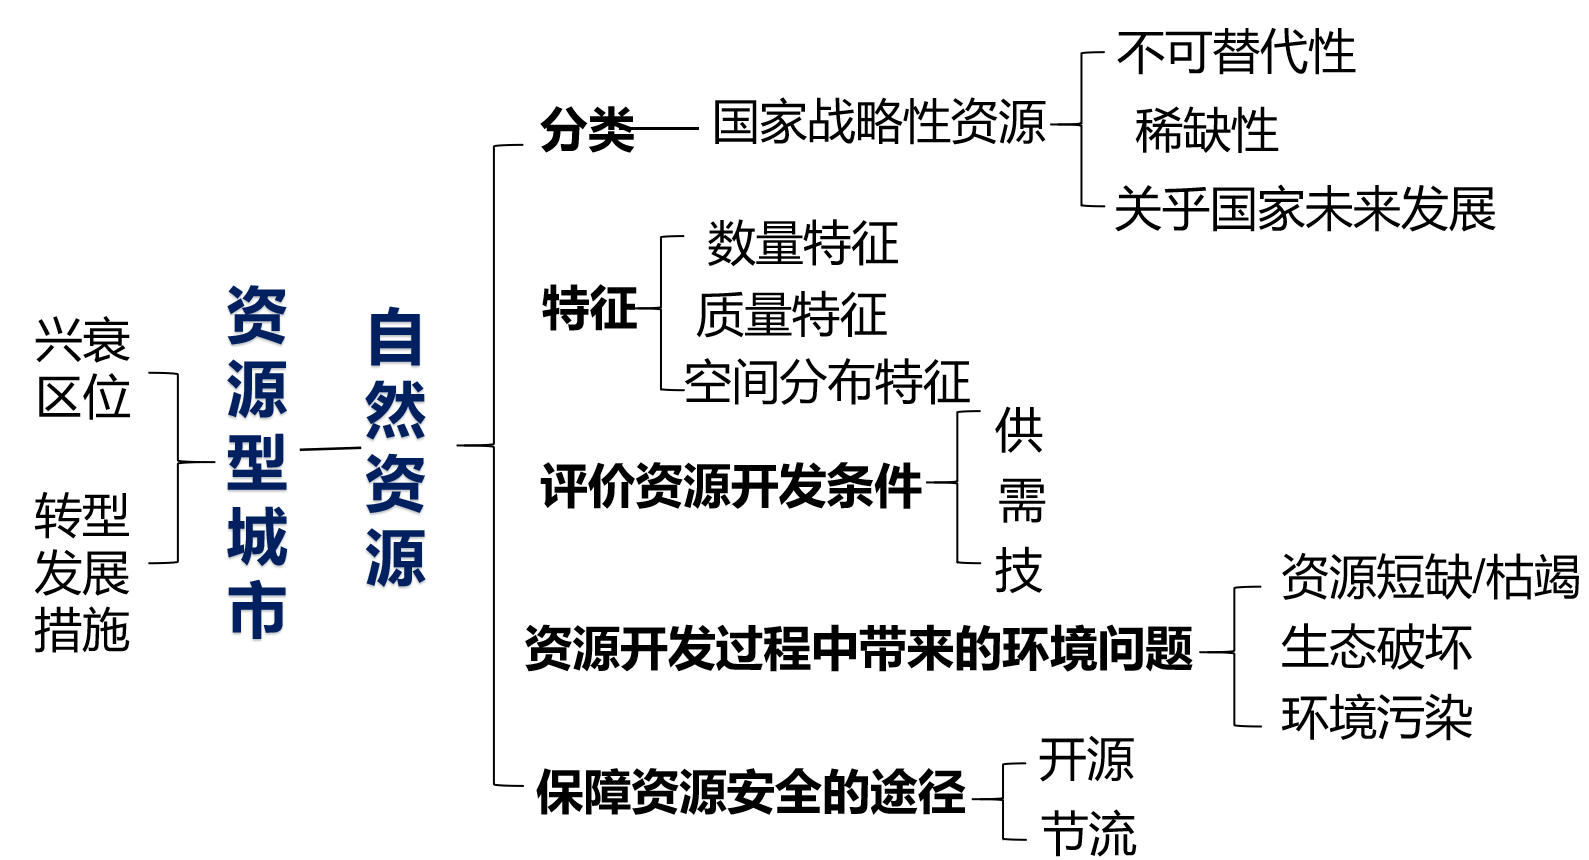 兴衰
区位
转型
发展
措施
资源型城市
自然资源
分类
国家战略性资源
不可替代性
稀缺性
关乎国家未来发展
特征
数量特征
质量特征
空间分布特征
评价资源开发条件
供
需
技
资源开发过程中带来的环境问题
资源短缺/枯竭
生态破坏
环境污染
保障资源安全的途径
开源
节流